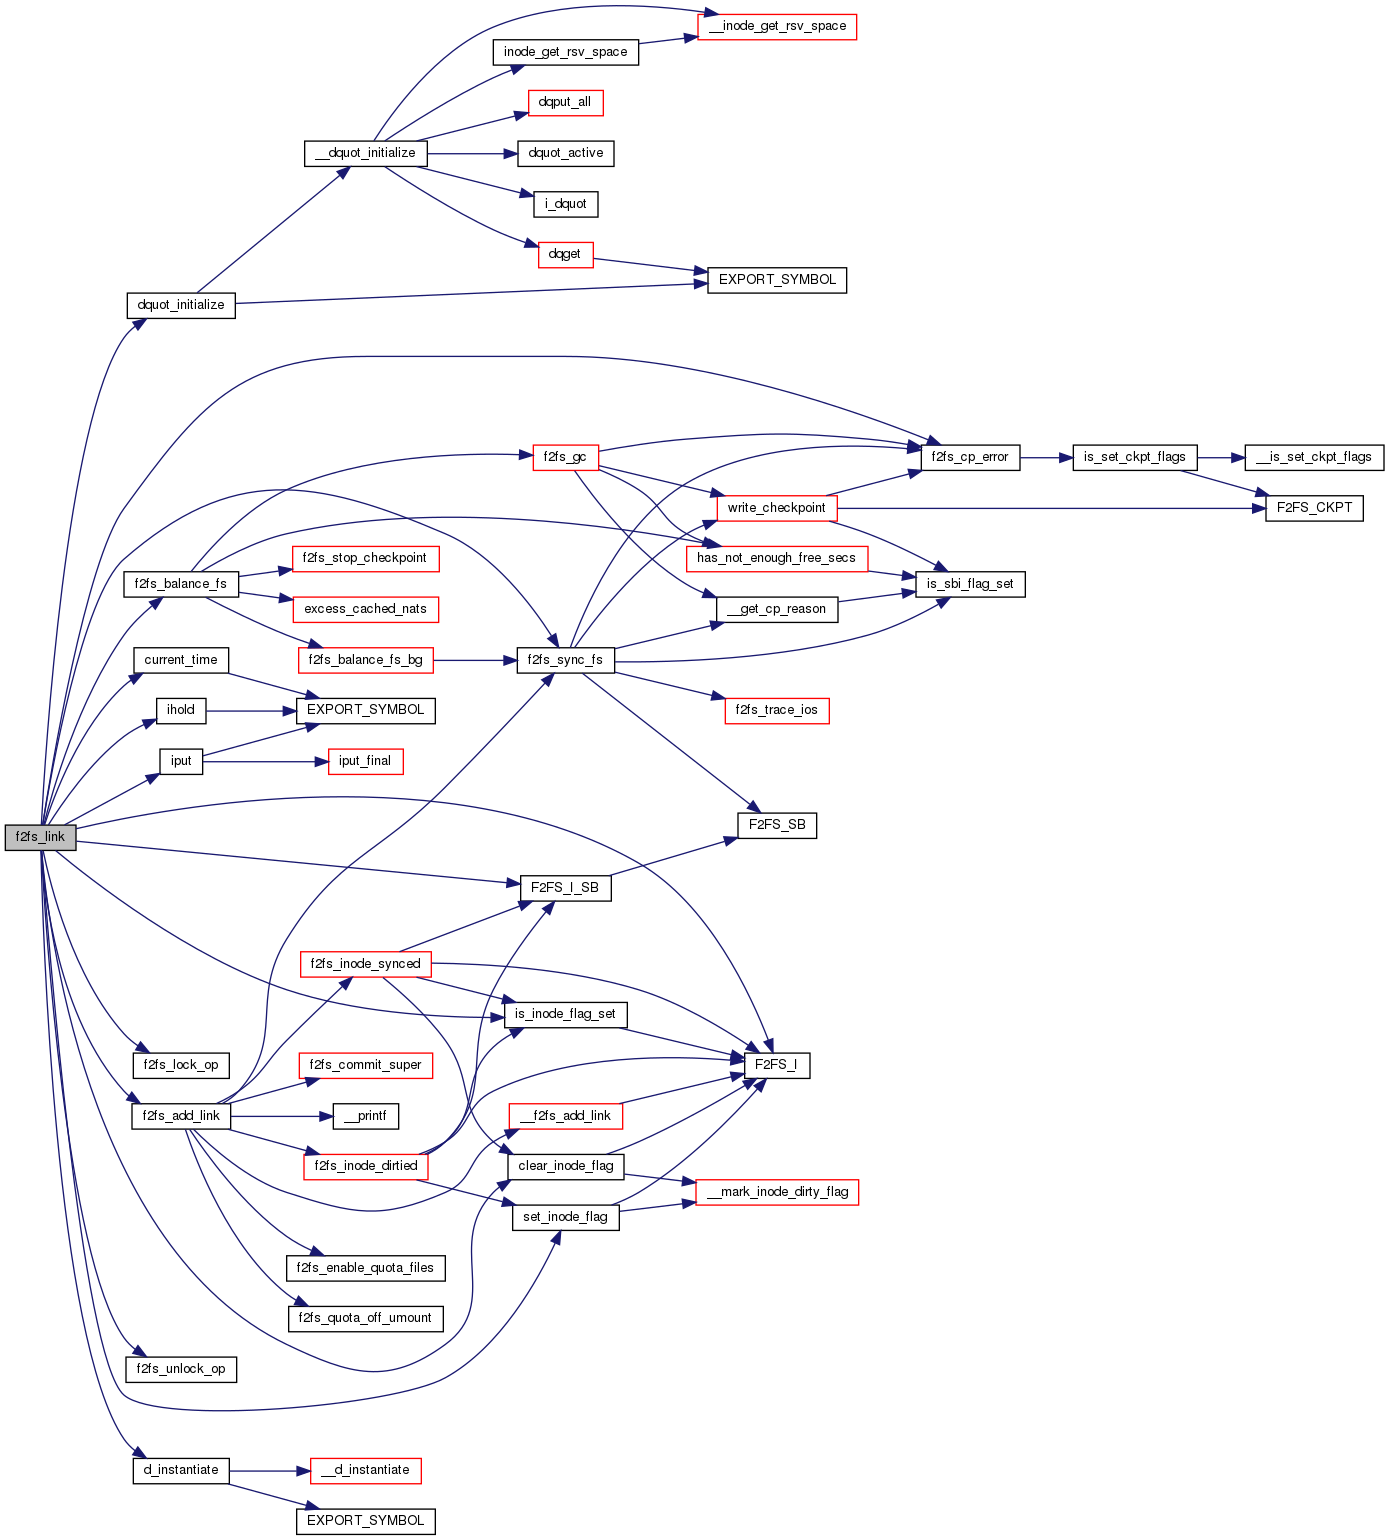 __inode_get_rsv_space
inode_get_rsv_space
dqput_all
__dquot_initialize
dquot_active
i_dquot
dqget
EXPORT_SYMBOL
dquot_initialize
f2fs_gc
f2fs_cp_error
is_set_ckpt_flags
__is_set_ckpt_flags
write_checkpoint
F2FS_CKPT
f2fs_stop_checkpoint
has_not_enough_free_secs
f2fs_balance_fs
is_sbi_flag_set
excess_cached_nats
__get_cp_reason
current_time
f2fs_balance_fs_bg
f2fs_sync_fs
ihold
EXPORT_SYMBOL
f2fs_trace_ios
iput
iput_final
f2fs_link
F2FS_SB
F2FS_I_SB
f2fs_inode_synced
is_inode_flag_set
f2fs_lock_op
f2fs_commit_super
F2FS_I
f2fs_add_link
__printf
__f2fs_add_link
f2fs_inode_dirtied
clear_inode_flag
__mark_inode_dirty_flag
set_inode_flag
f2fs_enable_quota_files
f2fs_quota_off_umount
f2fs_unlock_op
d_instantiate
__d_instantiate
EXPORT_SYMBOL